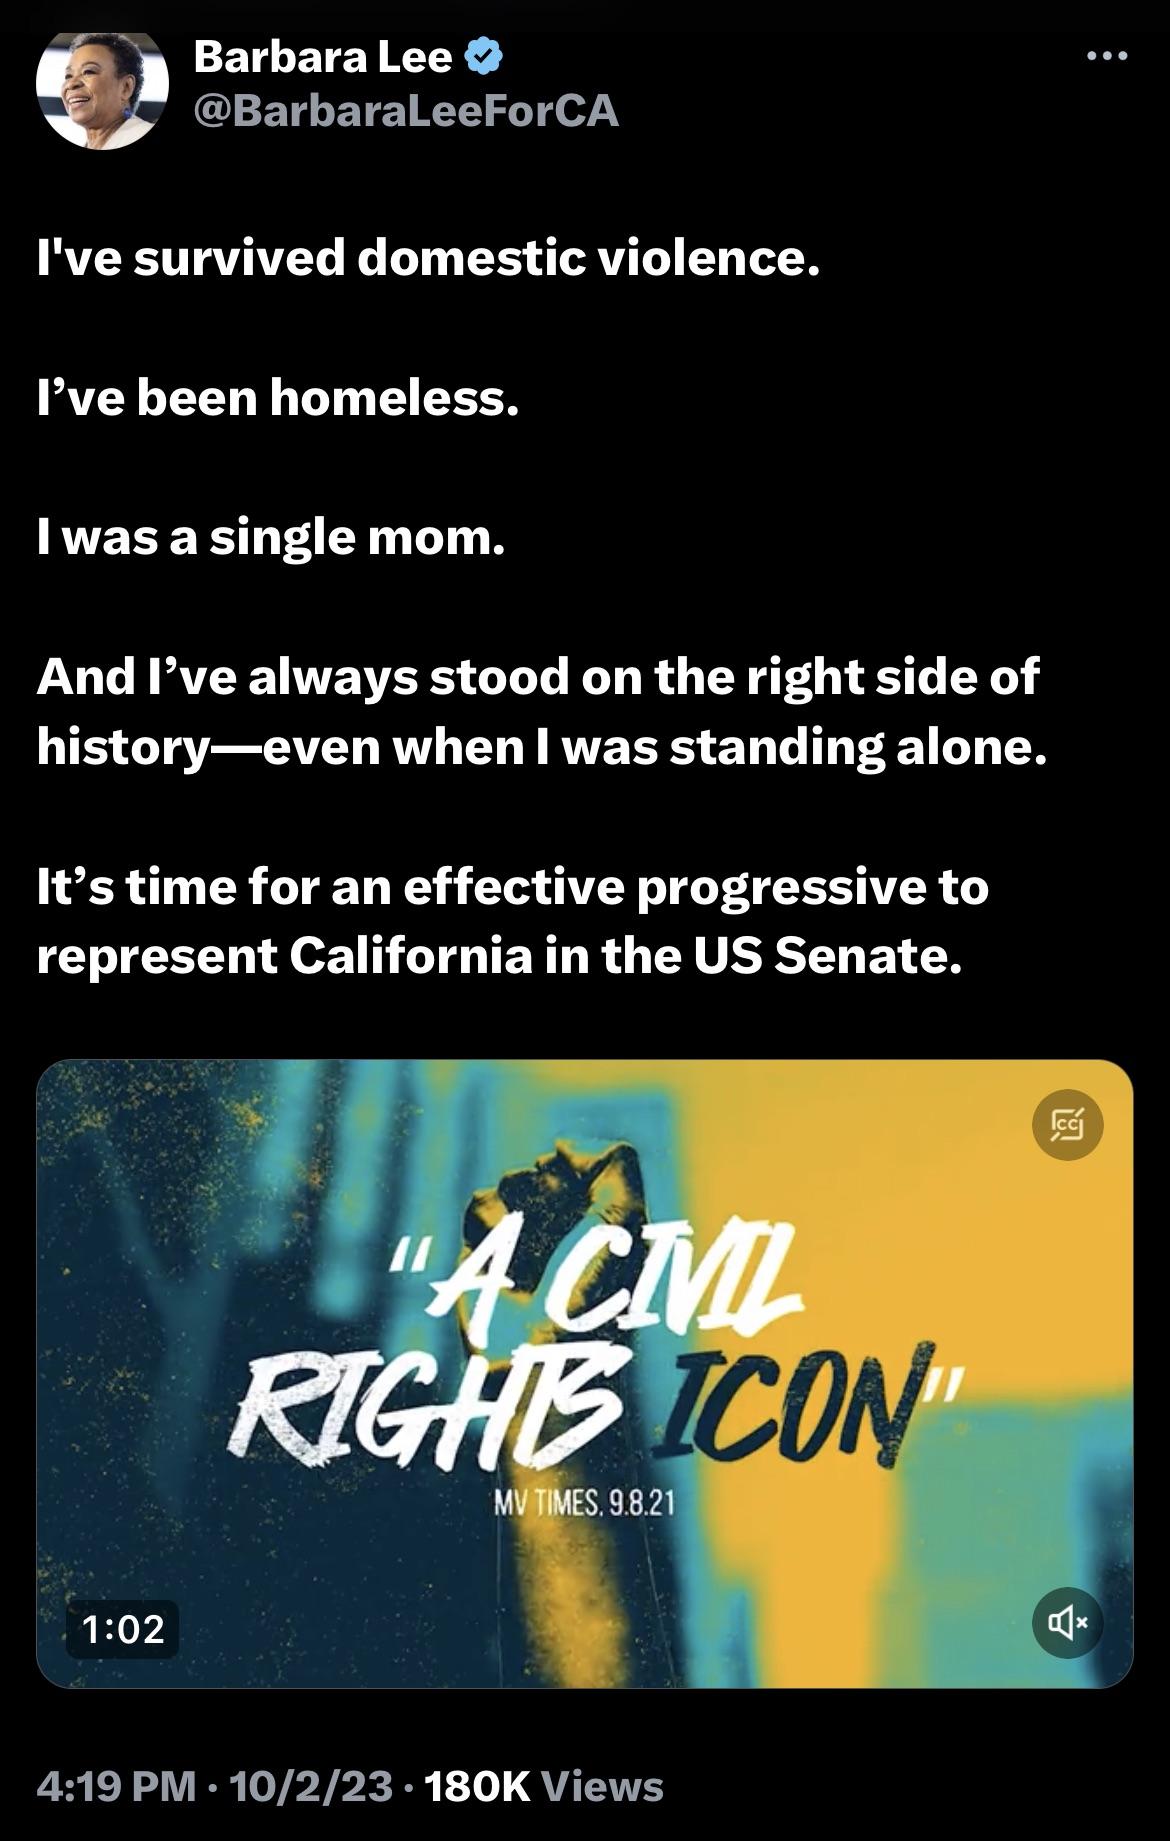 Barbara Lee
@BarbaraLeeForCA
I've survived domestic violence.
I’ve been homeless.
I was a single mom.
And I’ve always stood on the right side of
history—even when I was standing alone.
It’s time for an effective progressive to
represent California in the US Senate.
CC
“A CIVIL
RIGHTS ICON”
MV TIMES, 9.8.21
1:02
4:19 PM · 10/2/23 · 180K Views